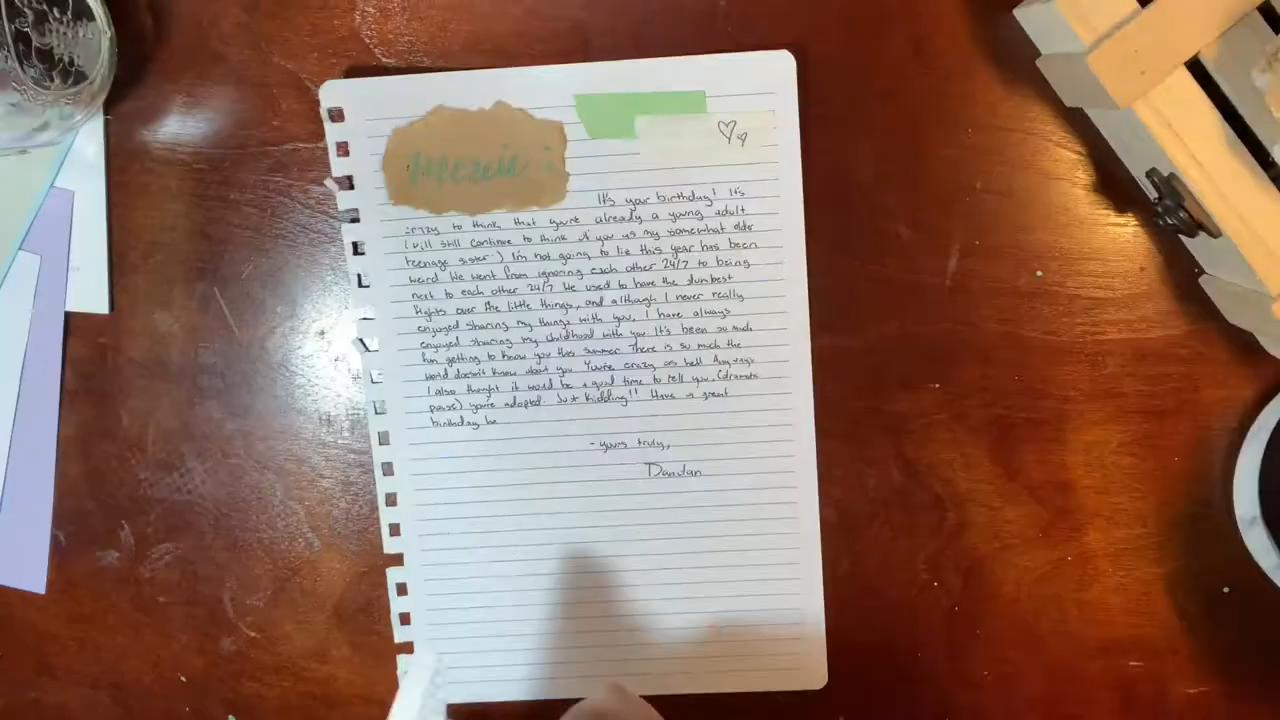 It's your birthday! It's
crazy to think that you're already a young adult
I will still continue to think of you as my somewhat older
teenage sister.) I'm not going to lie this year has been
weird We went from ignoring each other 24/7 to being
next to each other 24/7 We used to have the dumbest
fights over the little things, and although I never really
enjoyed sharing my things with you, I have always
enjoyed sharing my childhood with you It's been so much
fun getting to know you this summer There is so much the
world doesn't know about you You're crazy as hell Anyways
I also thought it would be a good time to tell you, (dramatic
pause) you're adopted. Just kidding!! Have a great
birthday
- yours truly,